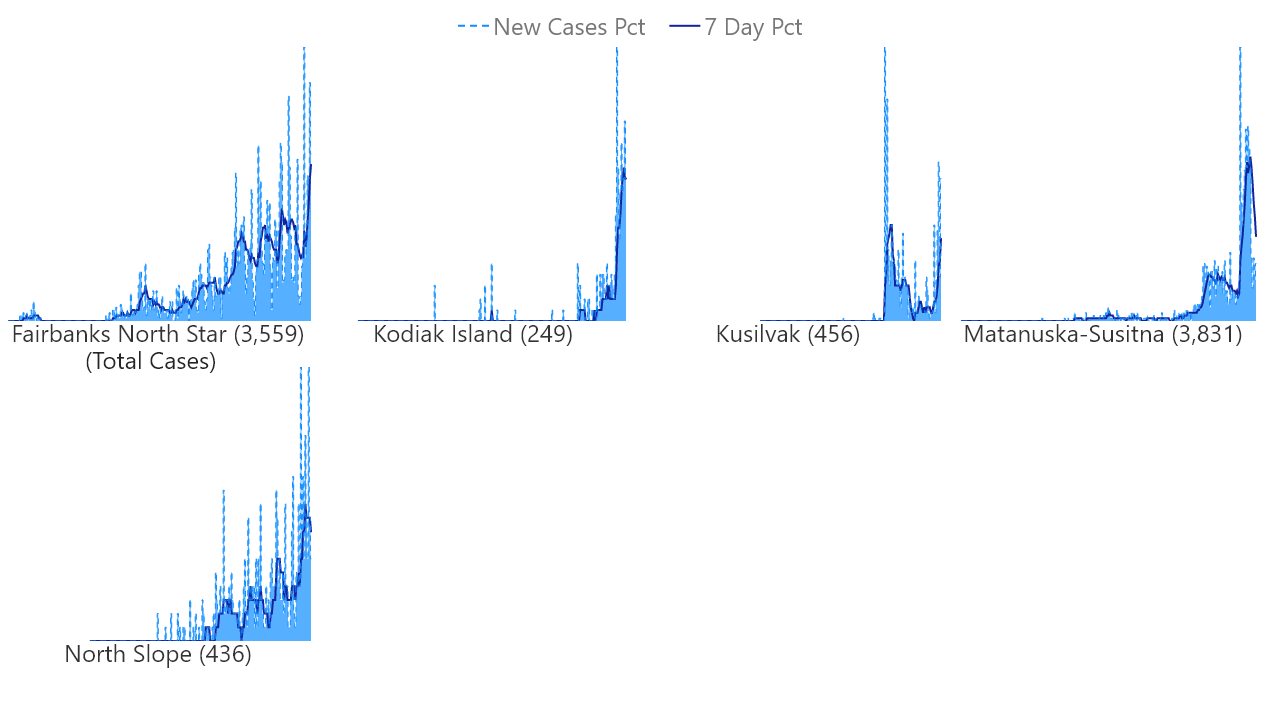 New Cases Pct 7 Day Pct
Fairbanks North Star (3,559)
(Total Cases)
Kodiak Island (249)
Kusilvak (456)
Matanuska-Susitna (3,831)
North Slope (436)